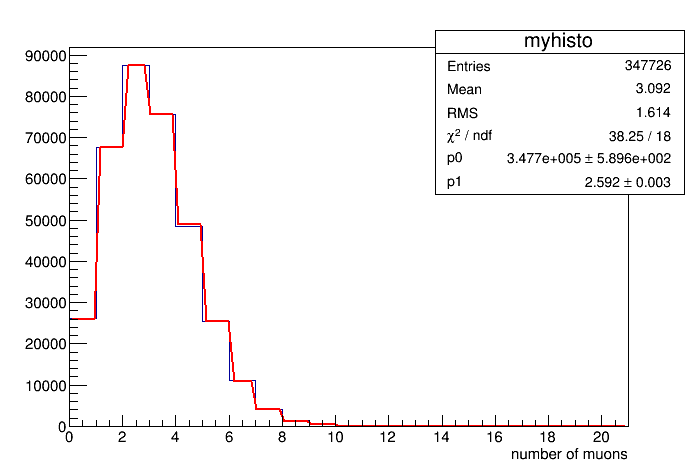 myhisto
Entries 347726
Mean 3.092
RMS 1.614
χ² / ndf 38.25 / 18
p0 3.477e+005 ± 5.896e+002
p1 2.592 ± 0.003
90000
80000
70000
60000
50000
40000
30000
20000
10000
0
0 2 4 6 8 10 12 14 16 18 20
number of muons